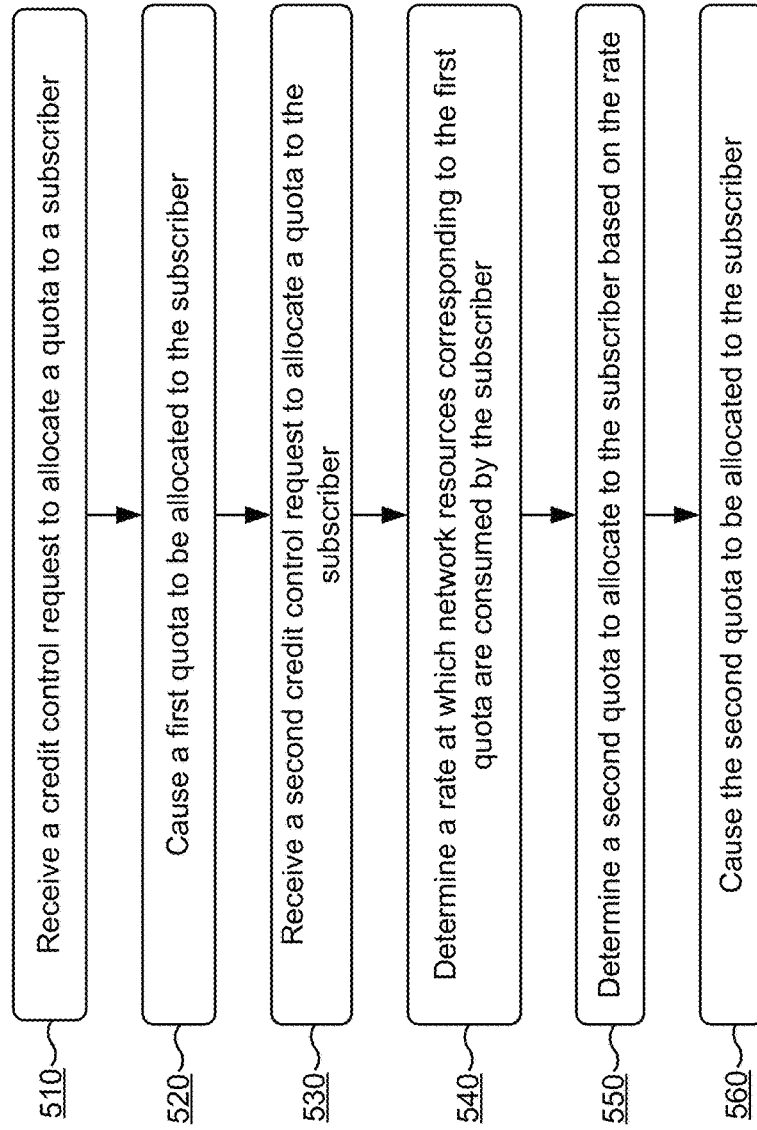 510
Receive a credit control request to allocate a quota to a subscriber
520
Cause a first quota to be allocated to the subscriber
530
Receive a second credit control request to allocate a quota to the
subscriber
540
Determine a rate at which network resources corresponding to the first
quota are consumed by the subscriber
550
Determine a second quota to allocate to the subscriber based on the rate
560
Cause the second quota to be allocated to the subscriber